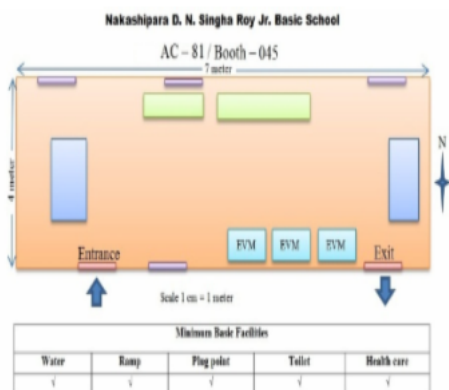 Nakashipara D. N. Singha Roy Jr. Basic School
AC – 81 / Booth – 045
7 meter
4 meter
N
EVM EVM EVM
Entrance Exit
Scale 1 cm = 1 meter
Minimum Basic Facilities
Water Ramp Plug point Toilet Health care
√ √ √ √ √